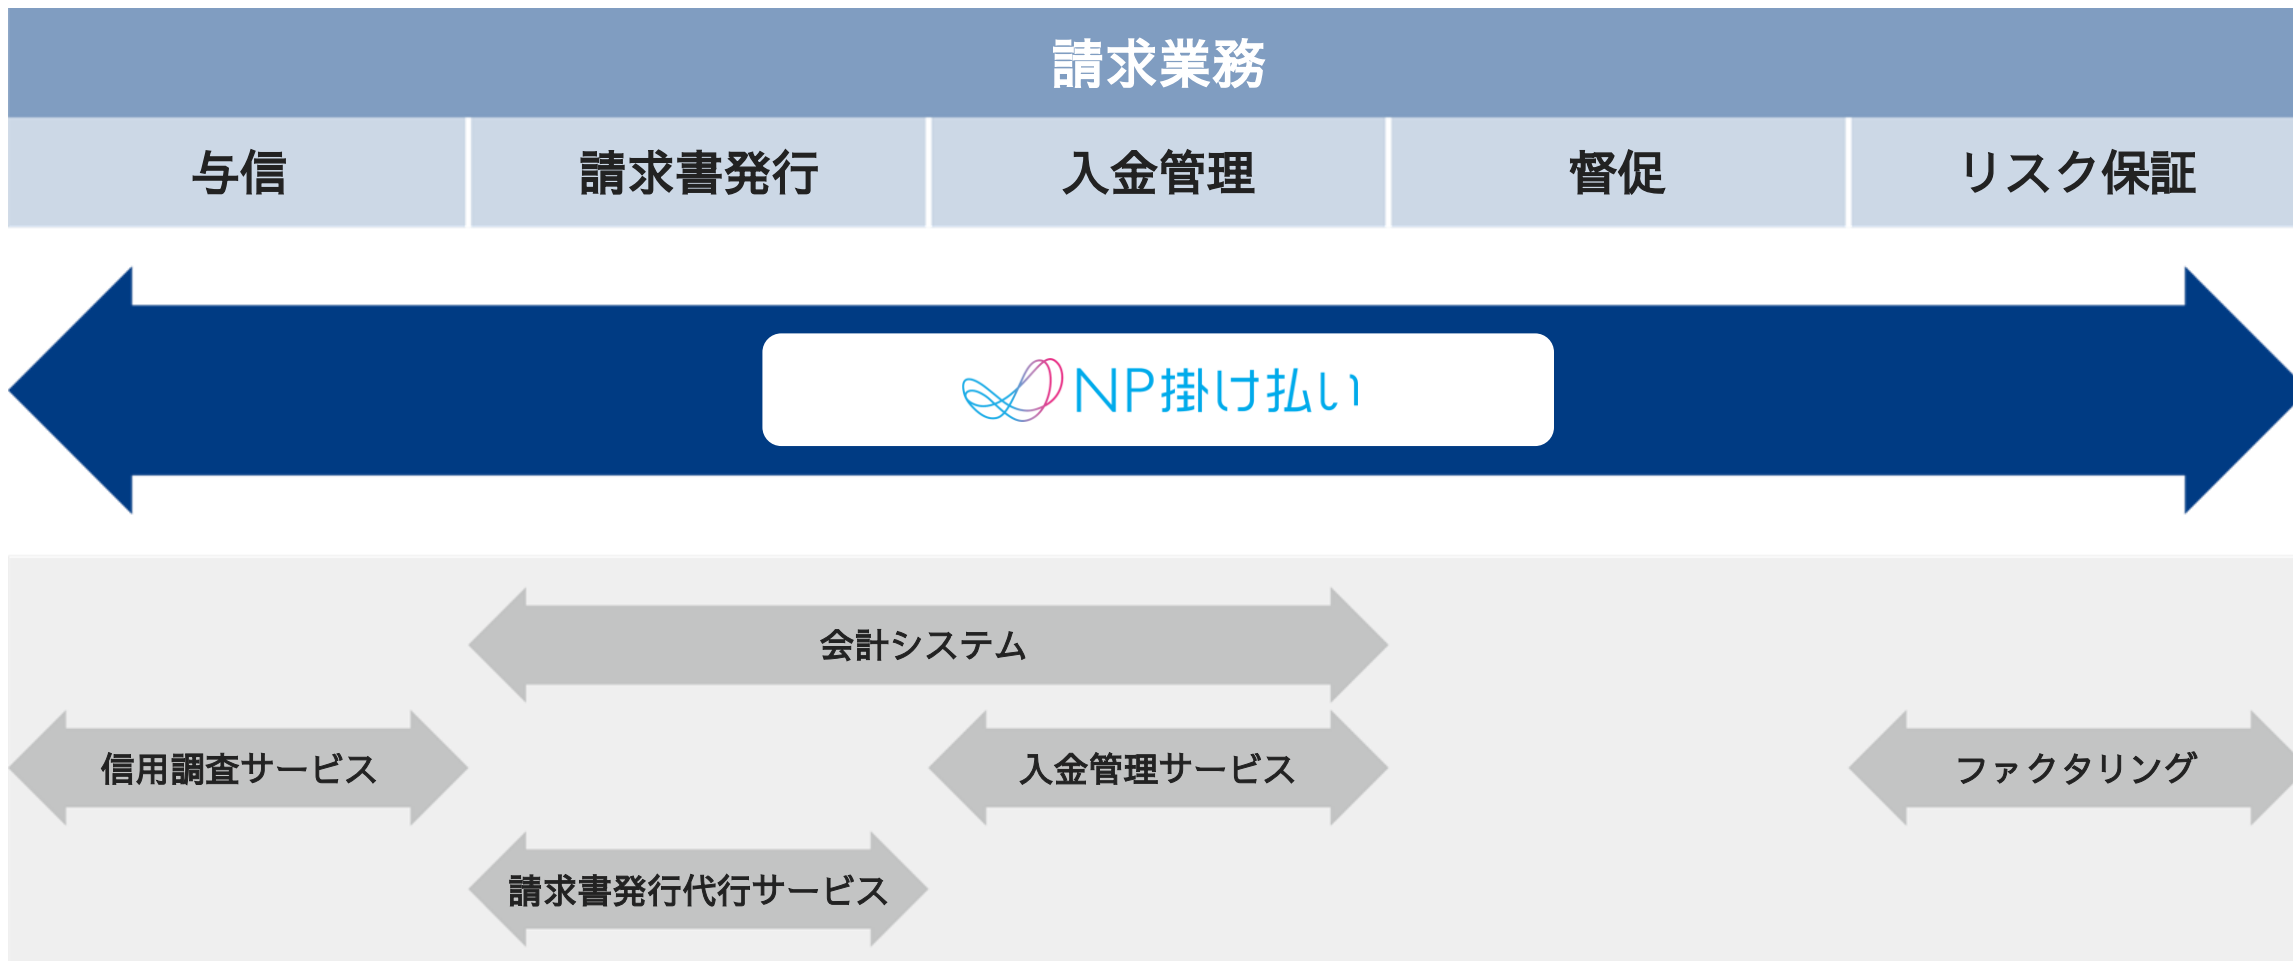 請求業務
与信
請求書発行
入金管理
督促
リスク保証
NP掛け払い
会計システム
信用調査サービス
入金管理サービス
ファクタリング
請求書発行代行サービス